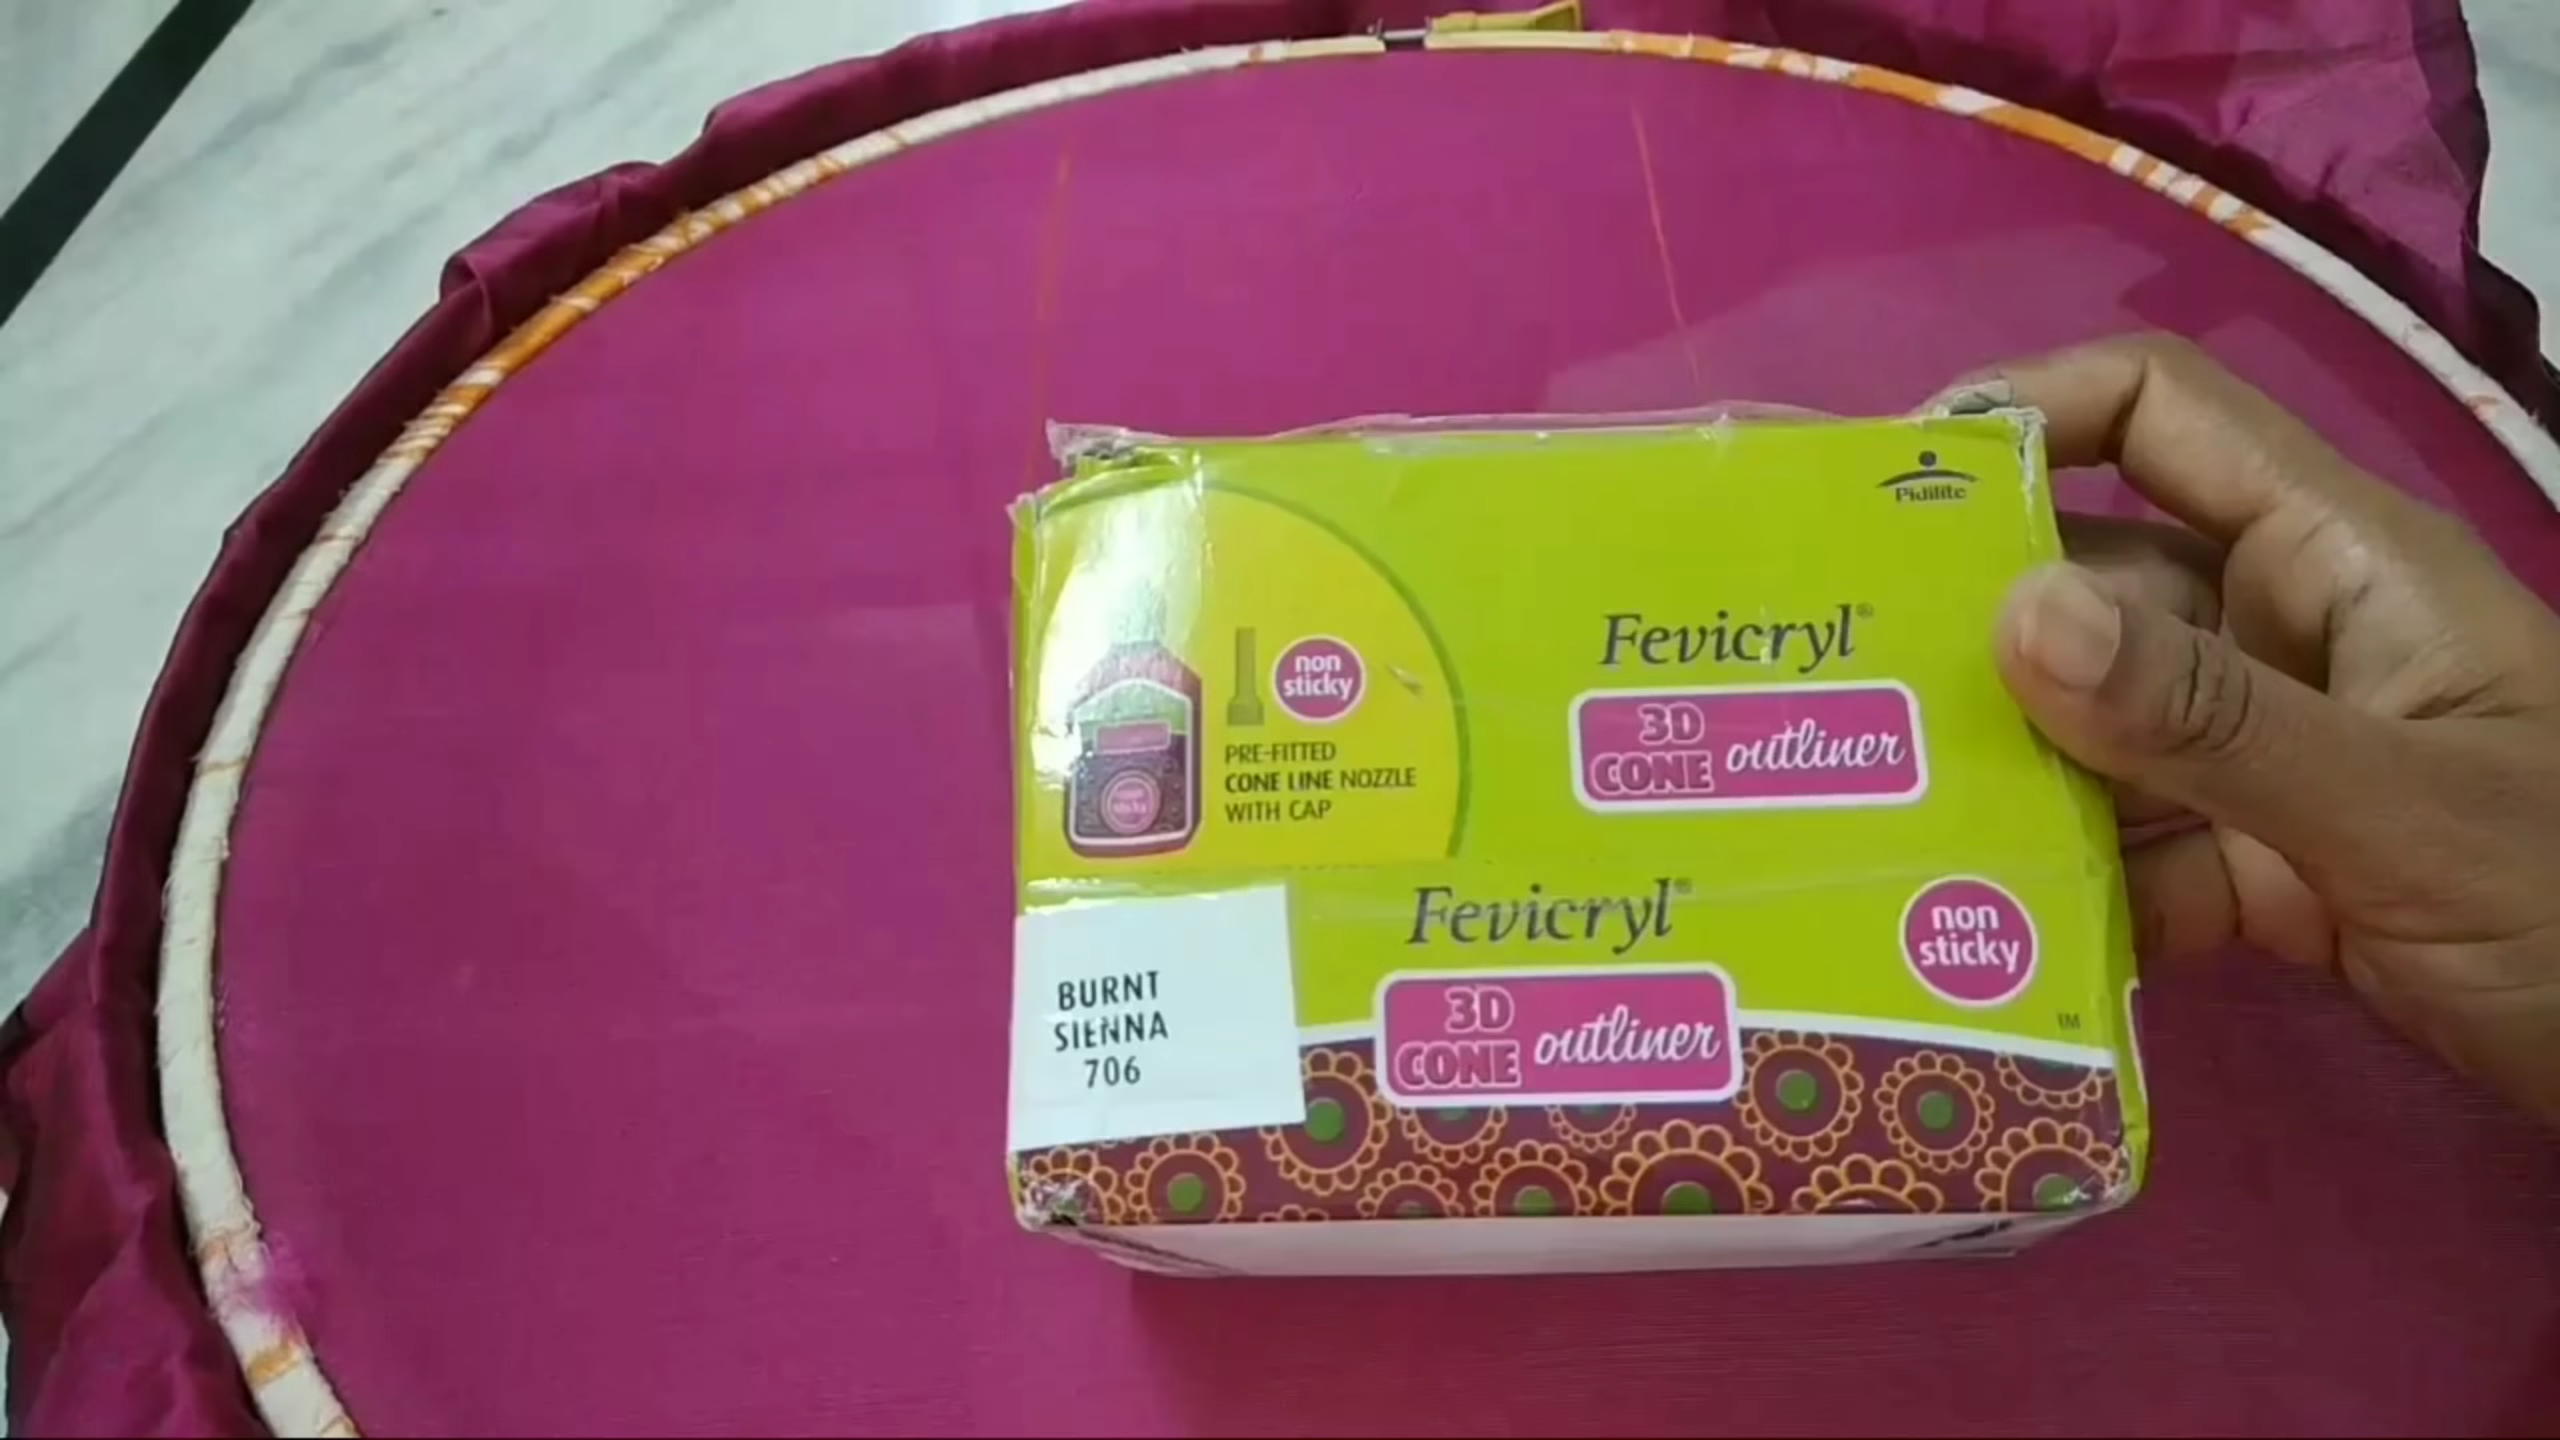 Pidilite
Fevicryl®
3D
CONE outliner
non
sticky
PRE-FITTED
CONE LINE NOZZLE
WITH CAP
Fevicryl®
3D
CONE outliner
non
sticky
TM
BURNT
SIENNA
706